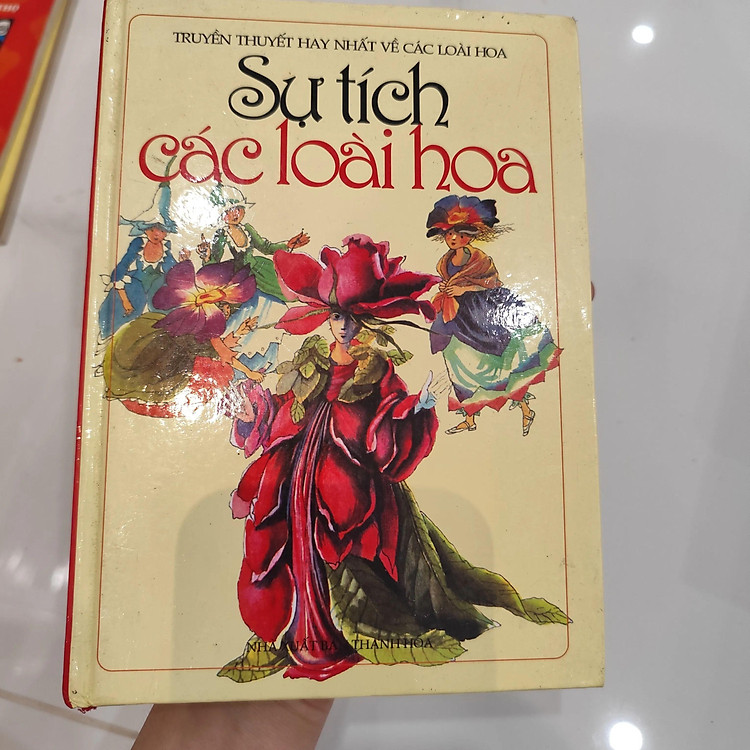 TRUYỀN THUYẾT HAY NHẤT VỀ CÁC LOÀI HOA
Sự tích
các loài hoa
NHÀ XUẤT BẢN THANH HÓA